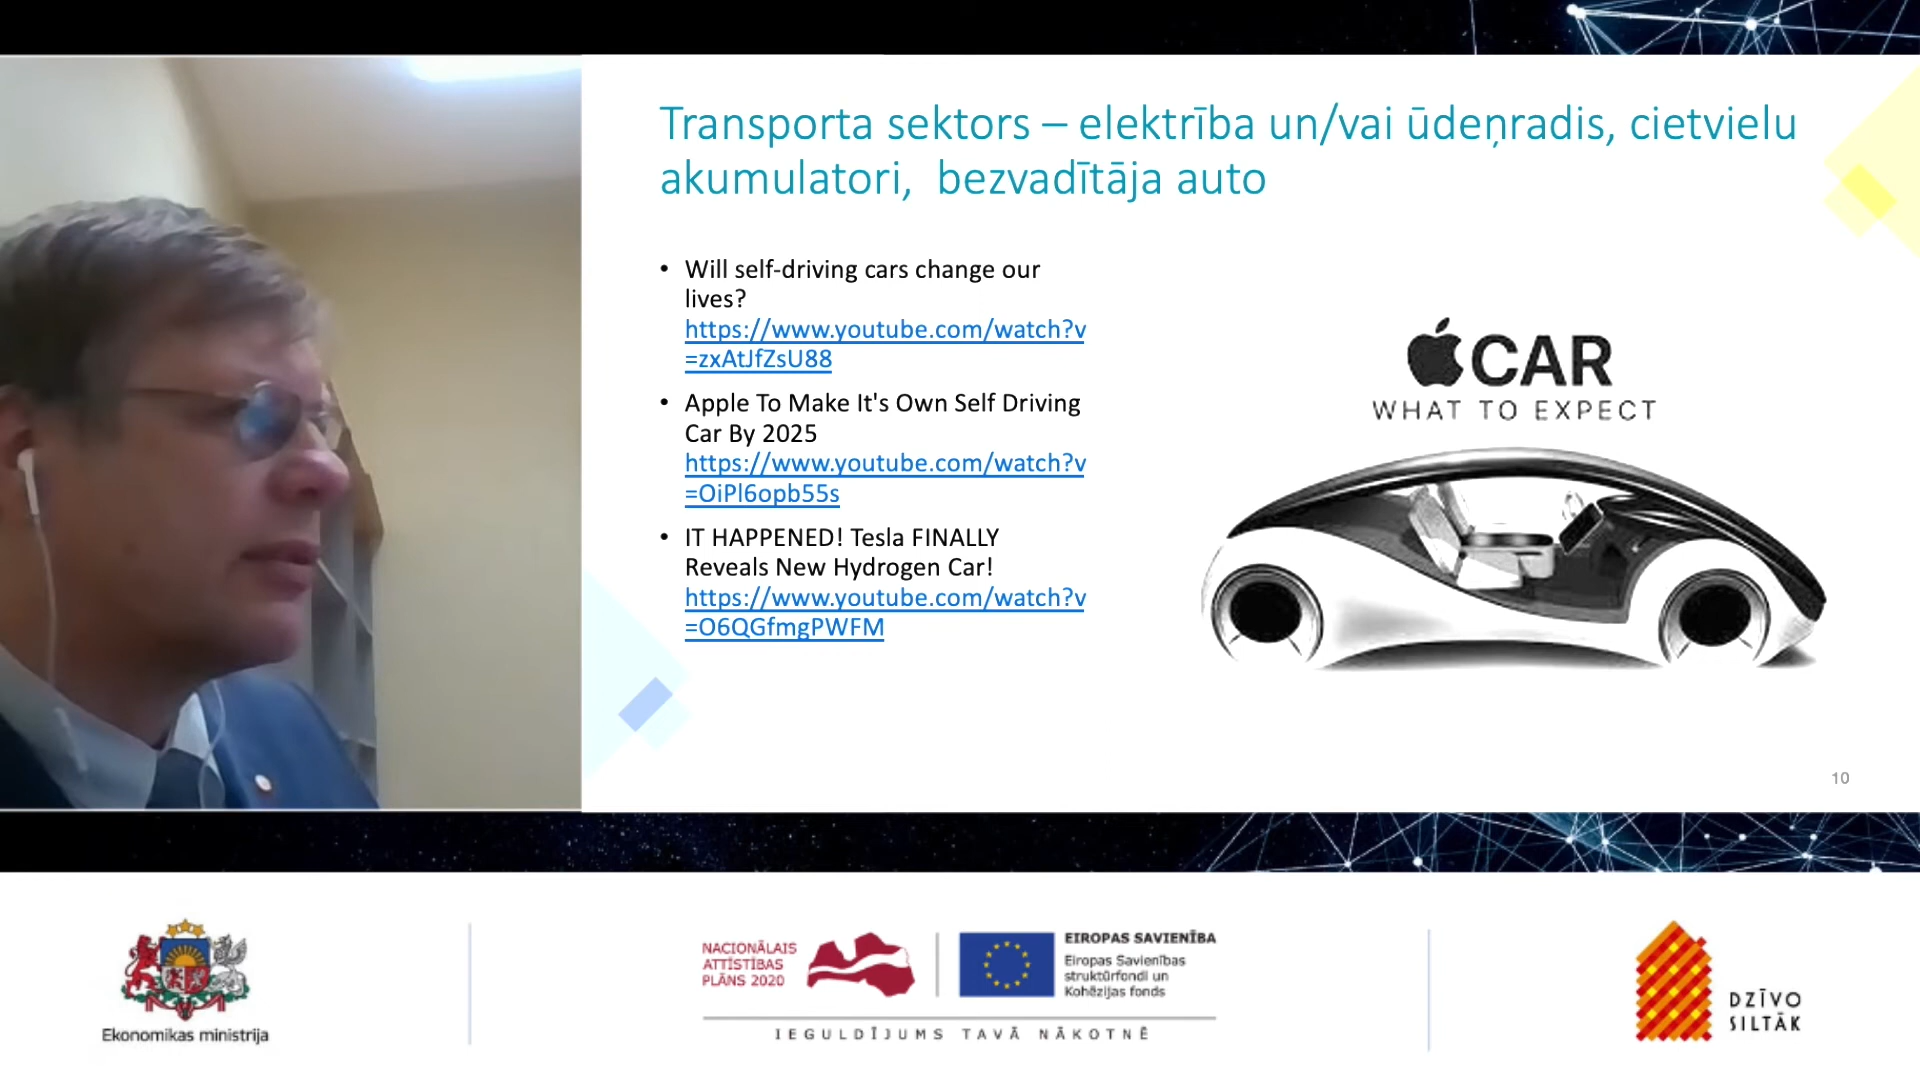 Transporta sektors – elektrība un/vai ūdeņradis, cietvielu
akumulatori,  bezvadītāja auto
• Will self-driving cars change our
lives?
https://www.youtube.com/watch?v
=zxAtJfZsU88
• Apple To Make It's Own Self Driving
Car By 2025
https://www.youtube.com/watch?v
=OiPl6opb55s
• IT HAPPENED! Tesla FINALLY
Reveals New Hydrogen Car!
https://www.youtube.com/watch?v
=O6QGfmgPWFM
CAR
WHAT TO EXPECT
10
Ekonomikas ministrija
NACIONĀLAIS
ATTĪSTĪBAS
PLĀNS 2020
EIROPAS SAVIENĪBA
Eiropas Savienības
struktūrfondi un
Kohēzijas fonds
IEGULDĪJUMS TAVĀ NĀKOTNĒ
DZĪVO
SILTĀK